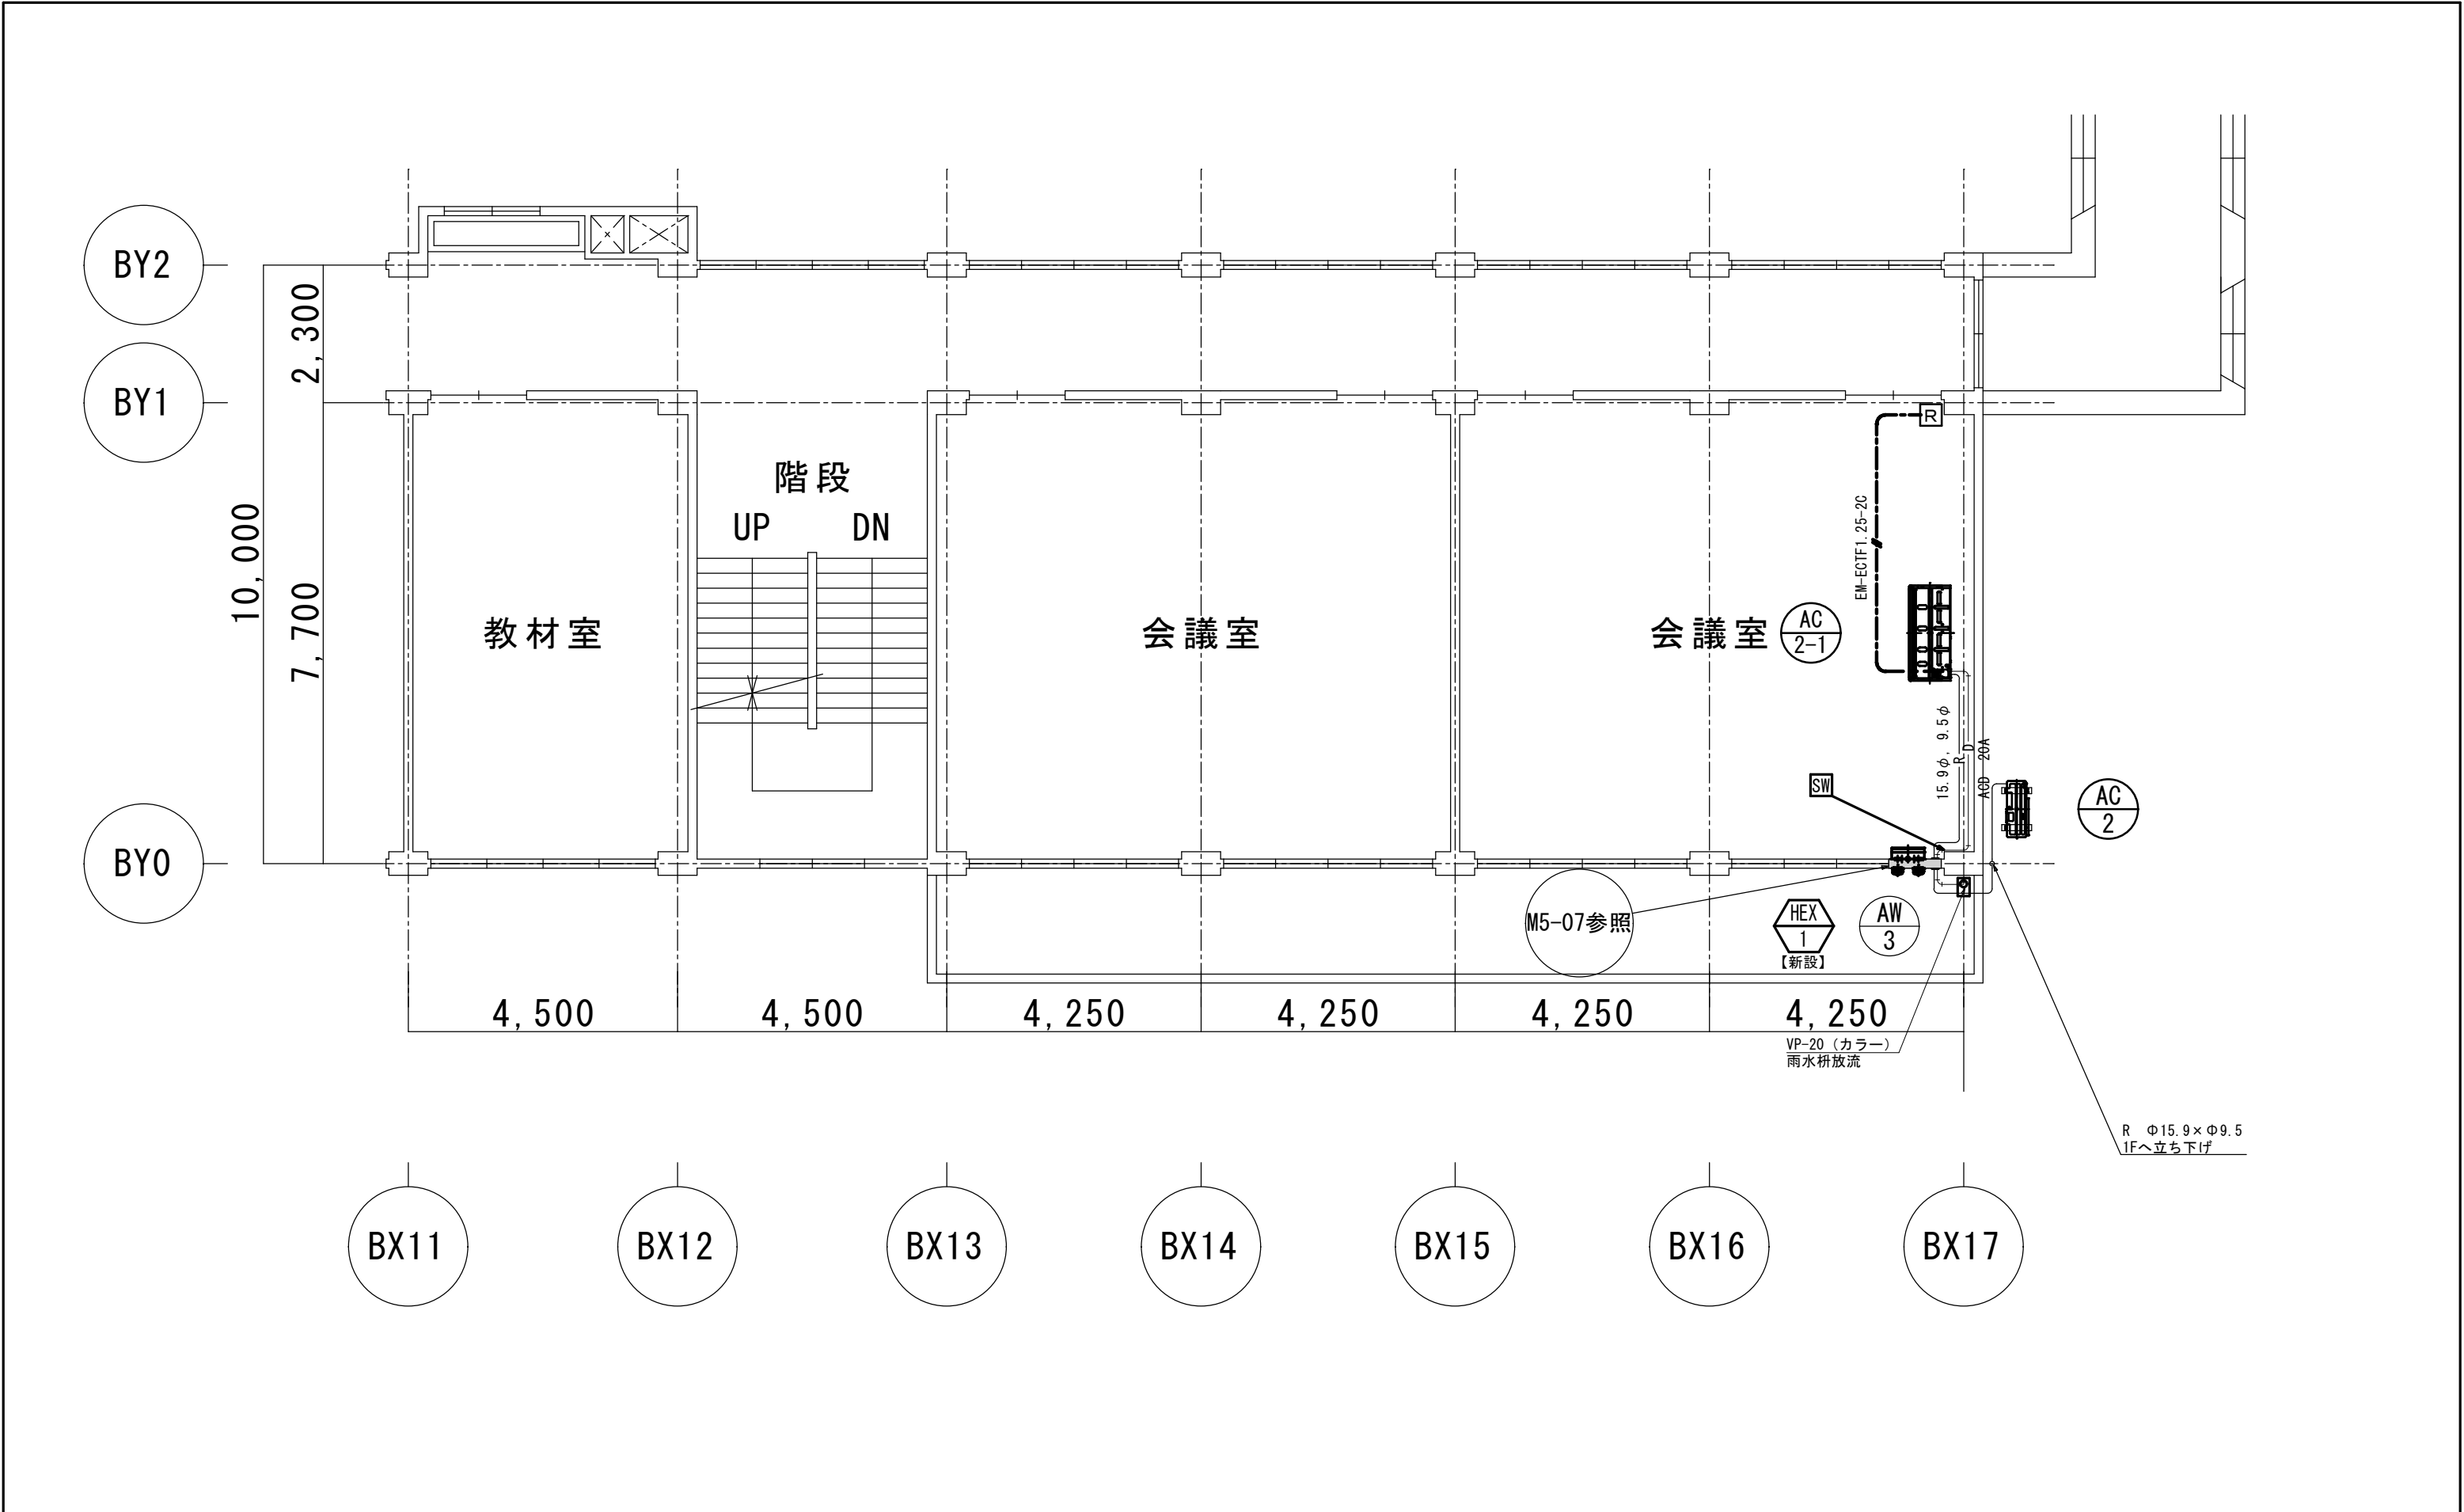 BY2
BY1
BY0
2,300
10,000
7,700
階段
UP DN
教材室
会議室
会議室
AC
2-1
R
EM-ECTF1.25-2C
15.9φ, 9.5φ
R
D
ACD 20A
SW
AC
2
M5-07参照
HEX
1
【新設】
AW
3
4,500
4,500
4,250
4,250
4,250
4,250
VP-20（カラー）
雨水枡放流
R Φ15.9×Φ9.5
1Fへ立ち下げ
BX11
BX12
BX13
BX14
BX15
BX16
BX17